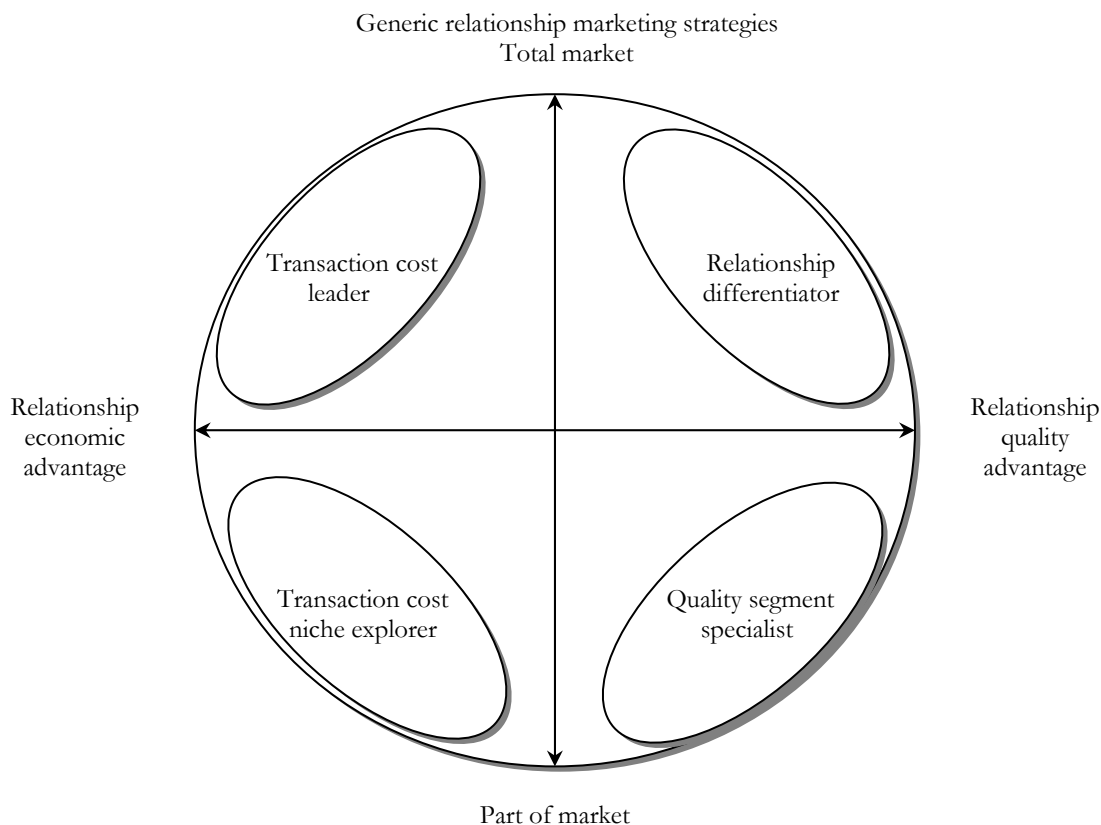 Generic relationship marketing strategies
Total market
Transaction cost
leader
Relationship
differentiator
Relationship
economic
advantage
Relationship
quality
advantage
Transaction cost
niche explorer
Quality segment
specialist
Part of market